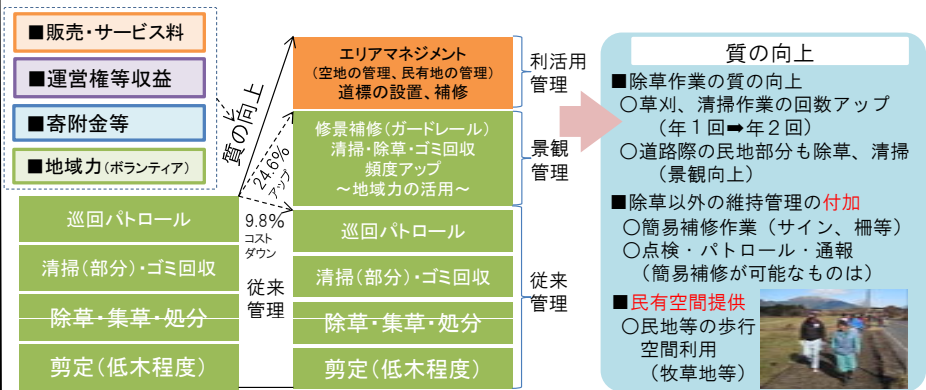 ■販売・サービス料
■運営権等収益
■寄附金等
■地域力(ボランティア)
巡回パトロール
清掃(部分)・ゴミ回収
除草・集草・処分
剪定(低木程度)
質の向上
24.6%
アップ
9.8%
コスト
ダウン
従来
管理
エリアマネジメント
(空地の管理、民有地の管理)
道標の設置、補修
修景補修(ガードレール)
清掃・除草・ゴミ回収
頻度アップ
～地域力の活用～
巡回パトロール
清掃(部分)・ゴミ回収
除草・集草・処分
剪定(低木程度)
利活用
管理
景観
管理
従来
管理
質の向上
■除草作業の質の向上
○草刈、清掃作業の回数アップ
(年１回➡年２回)
○道路際の民地部分も除草、清掃
(景観向上)
■除草以外の維持管理の付加
○簡易補修作業(サイン、柵等)
○点検・パトロール・通報
(簡易補修が可能なものは)
■民有空間提供
○民地等の歩行
空間利用
(牧草地等)